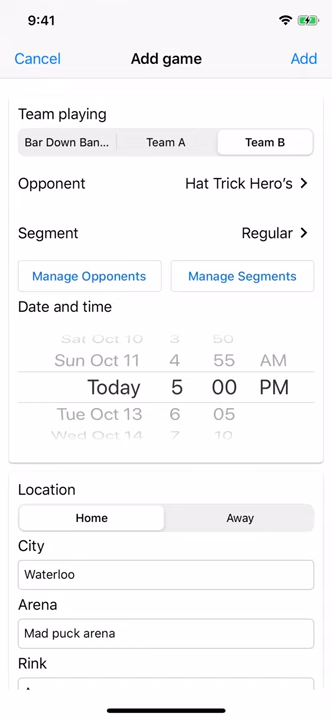 9:41
Cancel Add game Add
Team playing
Bar Down Ban... Team A Team B
Opponent Hat Trick Hero's
Segment Regular
Manage Opponents Manage Segments
Date and time
Sat Oct 10 3 50
Sun Oct 11 4 55 AM
Today 5 00 PM
Tue Oct 13 6 05
Wed Oct 14 7 10
Location
Home Away
City
Waterloo
Arena
Mad puck arena
Rink